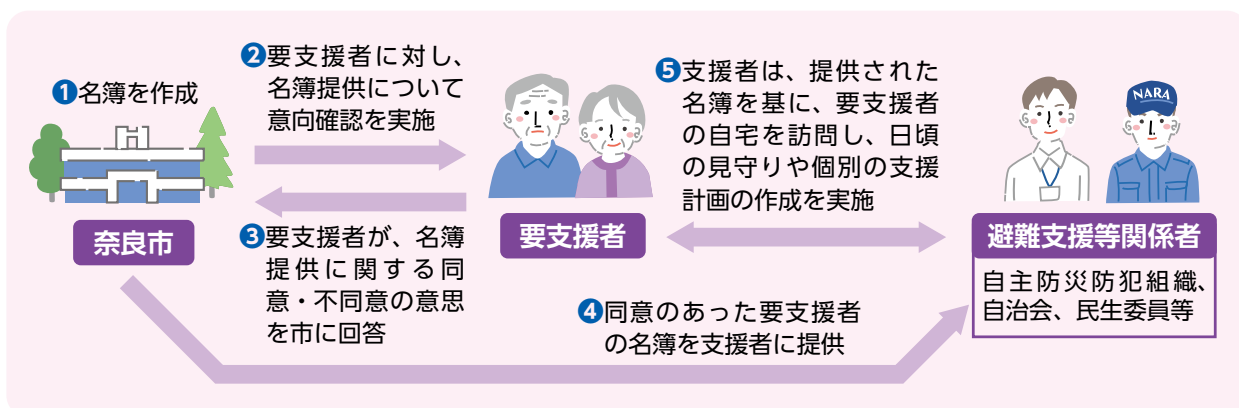 ❶名簿を作成
奈良市
❷要支援者に対し、
名簿提供について
意向確認を実施
❸要支援者が、名簿
提供に関する同
意・不同意の意思
を市に回答
要支援者
❹同意のあった要支援者
の名簿を支援者に提供
❺支援者は、提供された
名簿を基に、要支援者
の自宅を訪問し、日頃
の見守りや個別の支援
計画の作成を実施
NARA
避難支援等関係者
自主防災防犯組織、
自治会、民生委員等